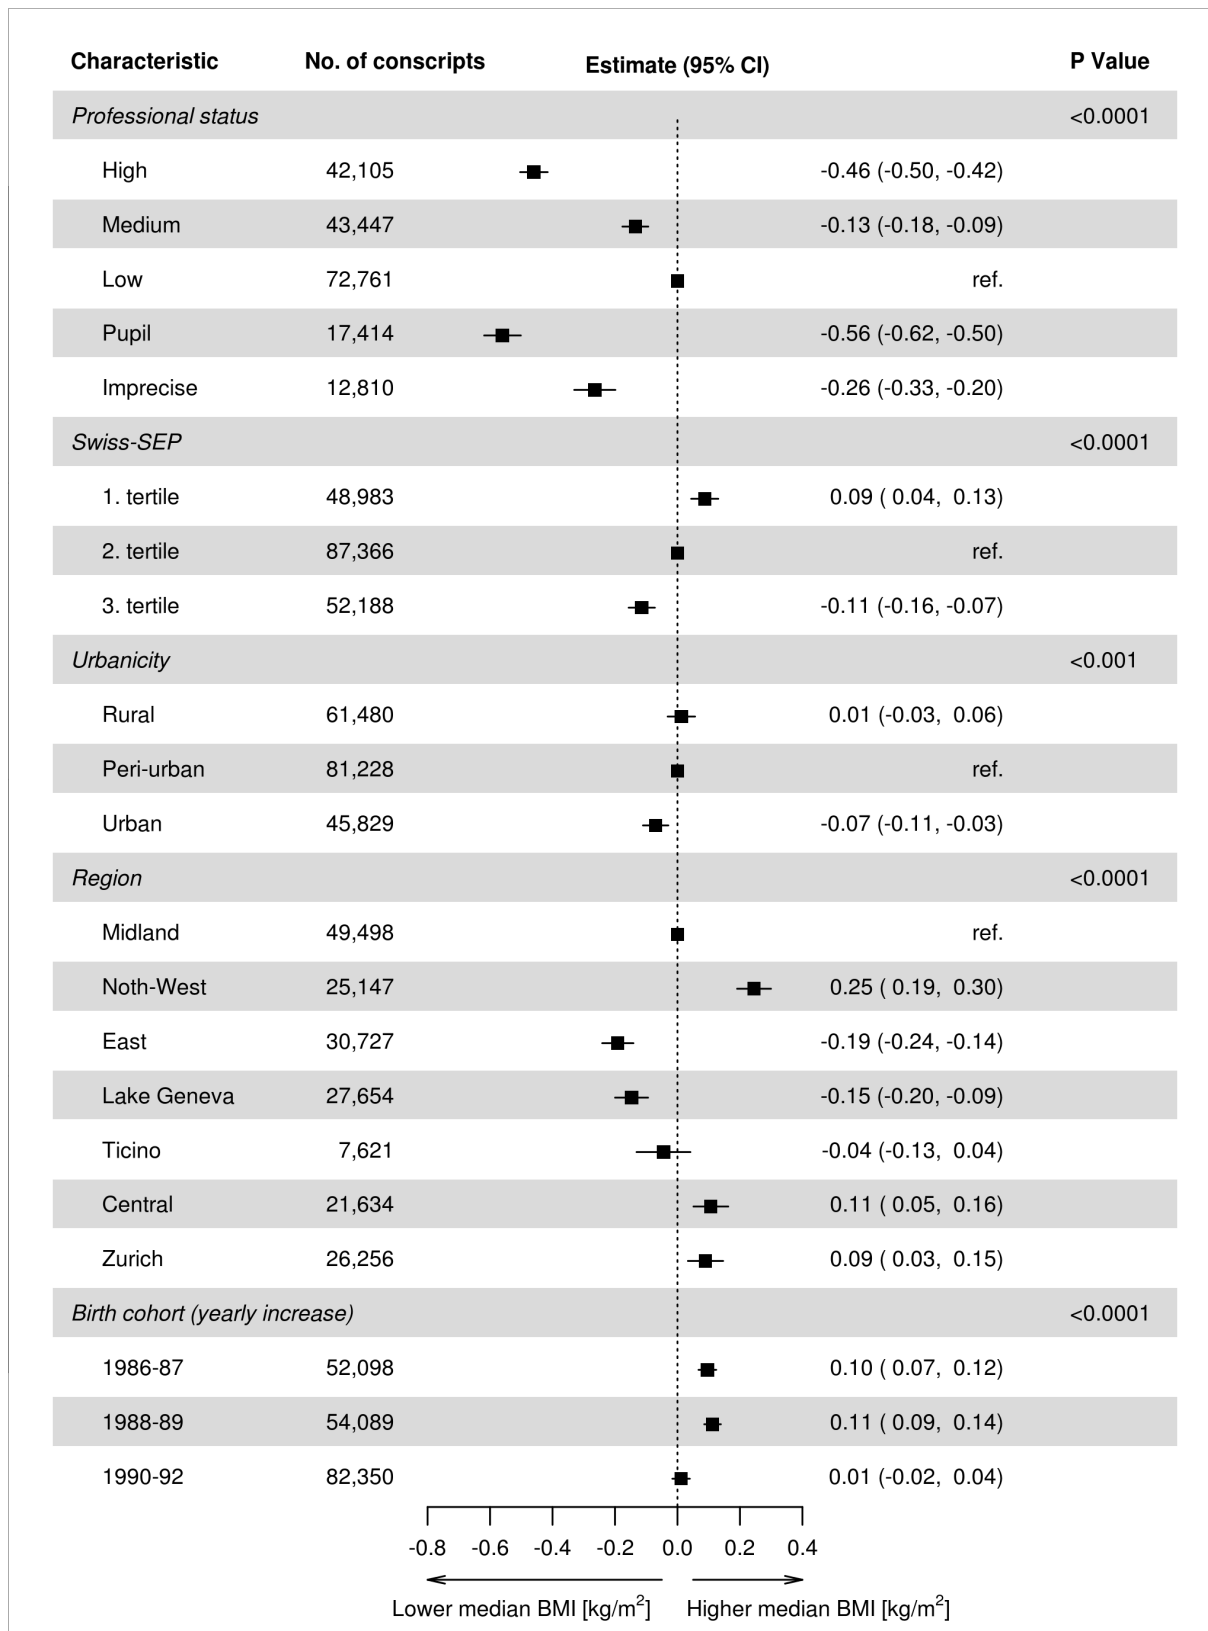 Characteristic No. of conscripts Estimate (95% CI) P Value
Professional status <0.0001
High 42,105 -0.46 (-0.50, -0.42)
Medium 43,447 -0.13 (-0.18, -0.09)
Low 72,761 ref.
Pupil 17,414 -0.56 (-0.62, -0.50)
Imprecise 12,810 -0.26 (-0.33, -0.20)
Swiss-SEP <0.0001
1. tertile 48,983 0.09 ( 0.04, 0.13)
2. tertile 87,366 ref.
3. tertile 52,188 -0.11 (-0.16, -0.07)
Urbanicity <0.001
Rural 61,480 0.01 (-0.03, 0.06)
Peri-urban 81,228 ref.
Urban 45,829 -0.07 (-0.11, -0.03)
Region <0.0001
Midland 49,498 ref.
Noth-West 25,147 0.25 ( 0.19, 0.30)
East 30,727 -0.19 (-0.24, -0.14)
Lake Geneva 27,654 -0.15 (-0.20, -0.09)
Ticino 7,621 -0.04 (-0.13, 0.04)
Central 21,634 0.11 ( 0.05, 0.16)
Zurich 26,256 0.09 ( 0.03, 0.15)
Birth cohort (yearly increase) <0.0001
1986-87 52,098 0.10 ( 0.07, 0.12)
1988-89 54,089 0.11 ( 0.09, 0.14)
1990-92 82,350 0.01 (-0.02, 0.04)
-0.8 -0.6 -0.4 -0.2 0.0 0.2 0.4
Lower median BMI [kg/m²] Higher median BMI [kg/m²]